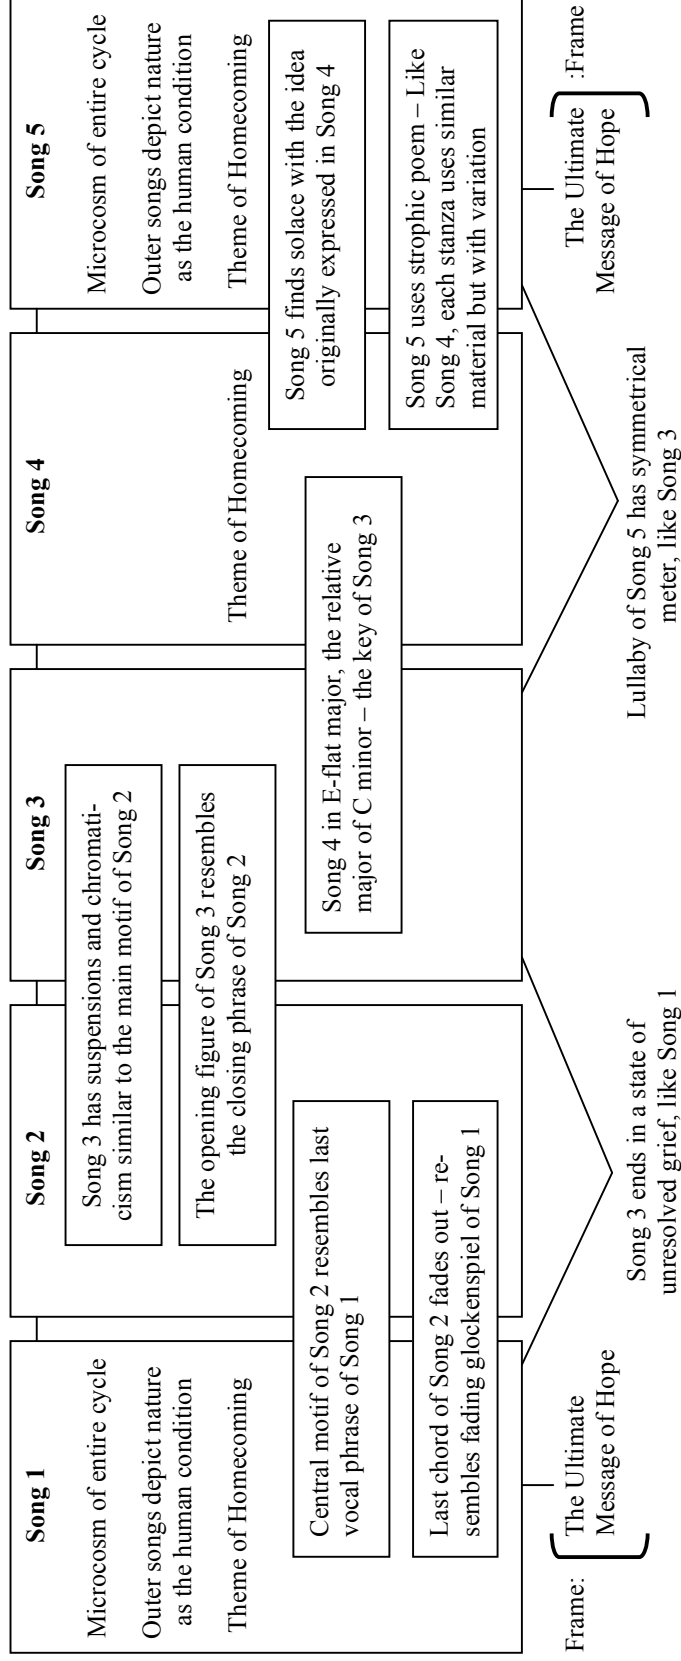 Song 1
Microcosm of entire cycle
Outer songs depict nature
as the human condition
Theme of Homecoming
Central motif of Song 2 resembles last
vocal phrase of Song 1
Last chord of Song 2 fades out – re-
sembles fading glockenspiel of Song 1
Song 2
Song 3 has suspensions and chromati-
cism similar to the main motif of Song 2
The opening figure of Song 3 resembles
the closing phrase of Song 2
Song 3
Song 4 in E-flat major, the relative
major of C minor – the key of Song 3
Song 4
Theme of Homecoming
Song 5
Microcosm of entire cycle
Outer songs depict nature
as the human condition
Theme of Homecoming
Song 5 finds solace with the idea
originally expressed in Song 4
Song 5 uses strophic poem – Like
Song 4, each stanza uses similar
material but with variation
Frame:
The Ultimate
Message of Hope
Song 3 ends in a state of
unresolved grief, like Song 1
Lullaby of Song 5 has symmetrical
meter, like Song 3
The Ultimate
Message of Hope
:Frame